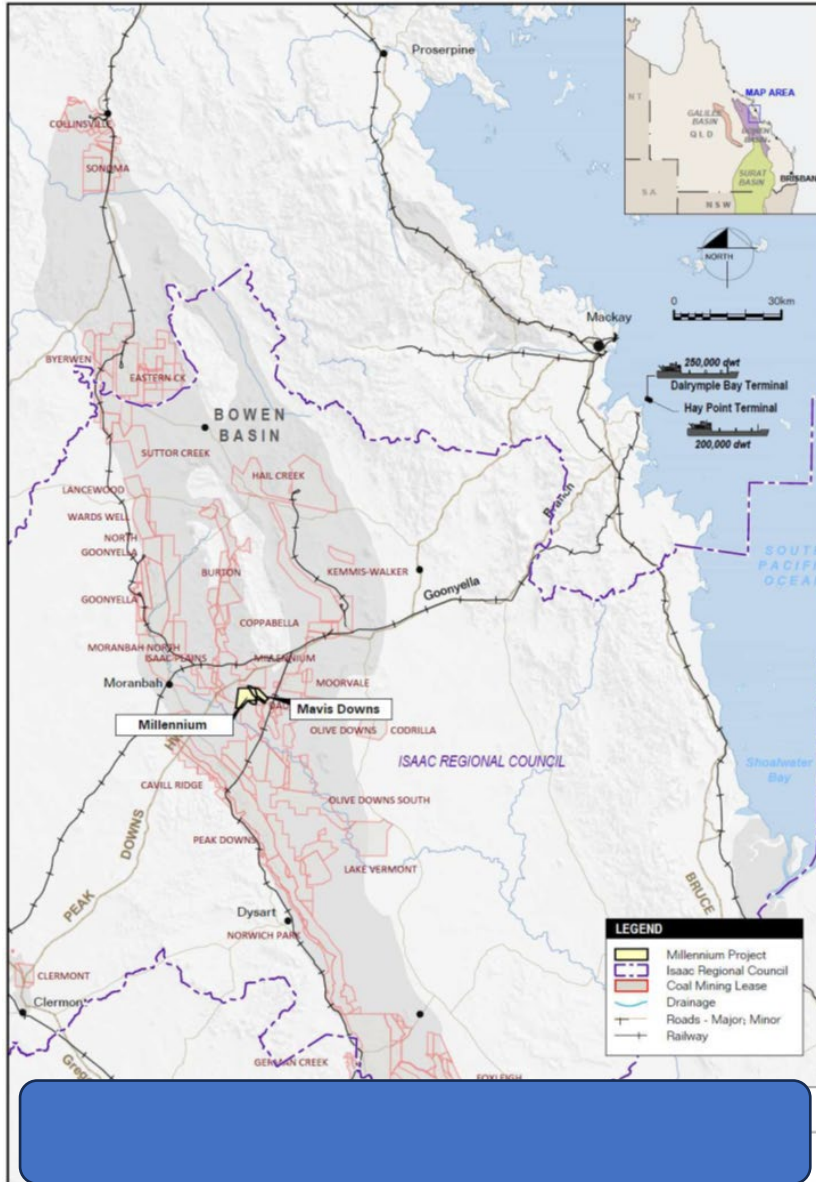 Proserpine
COLLINSVILLE
SONOMA
N.T.
MAP AREA
GALILEE
BASIN
Q L D
BOWEN
BASIN
SURAT
BASIN
BRISBANE
S.A.
N S W
NORTH
0 30km
Mackay
250,000 dwt
Dalrymple Bay Terminal
Hay Point Terminal
200,000 dwt
BYERWEN
EASTERN CK
BOWEN
BASIN
SUTTOR CREEK
HAIL CREEK
LANCEWOOD
WARDS WELL
NORTH
GOONYELLA
GOONYELLA
BURTON
KEMMIS-WALKER
Goonyella
Branch
SOUTH
PACIFIC
OCEAN
COPPABELLA
MORANBAH NORTH
ISAAC PLAINS
MILLENNIUM
Moranbah
MOORVALE
Millennium
Mavis Downs
OLIVE DOWNS
CODRILLA
ISAAC REGIONAL COUNCIL
Shoalwater
Bay
CAVILL RIDGE
OLIVE DOWNS SOUTH
PEAK DOWNS
PEAK
DOWNS
LAKE VERMONT
BRUCE
Dysart
NORWICH PARK
CLERMONT
Clermont
GERMAN CREEK
FOXLEIGH
LEGEND
Millennium Project
Isaac Regional Council
Coal Mining Lease
Drainage
Roads - Major; Minor
Railway